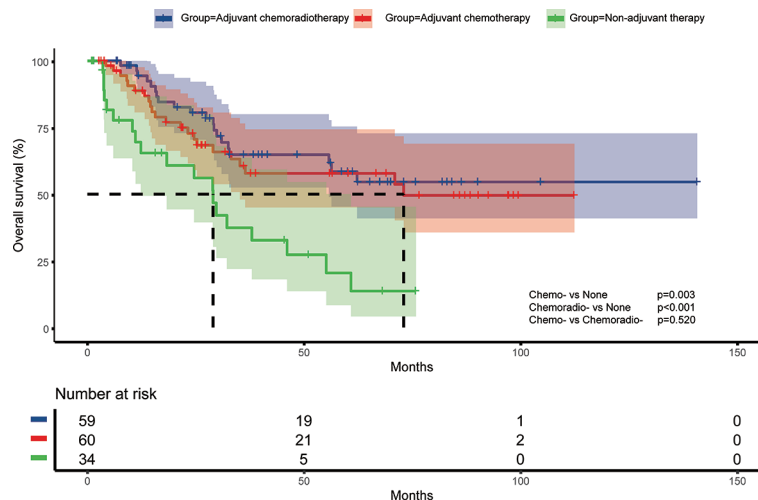 Group=Adjuvant chemoradiotherapy Group=Adjuvant chemotherapy Group=Non-adjuvant therapy
Overall survival (%)
100
75
50
25
0
Chemo- vs None p=0.003
Chemoradio- vs None p<0.001
Chemo- vs Chemoradio- p=0.520
0 50 100 150
Months
Number at risk
59 19 1 0
60 21 2 0
34 5 0 0
0 50 100 150
Months